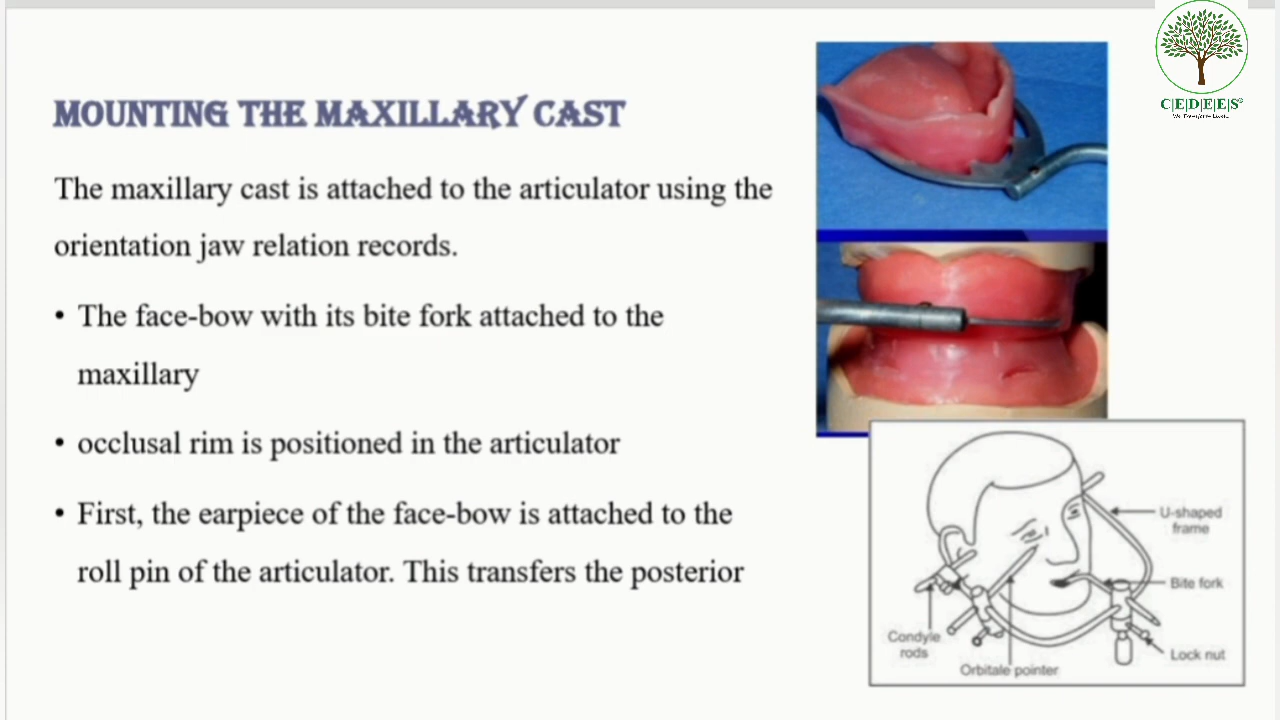 C|E|D|E|E|S
MOUNTING THE MAXILLARY CAST
The maxillary cast is attached to the articulator using the
orientation jaw relation records.
• The face-bow with its bite fork attached to the
maxillary
• occlusal rim is positioned in the articulator
• First, the earpiece of the face-bow is attached to the
roll pin of the articulator. This transfers the posterior
U-shaped
frame
Bite fork
Condyle
rods
Lock nut
Orbitale pointer